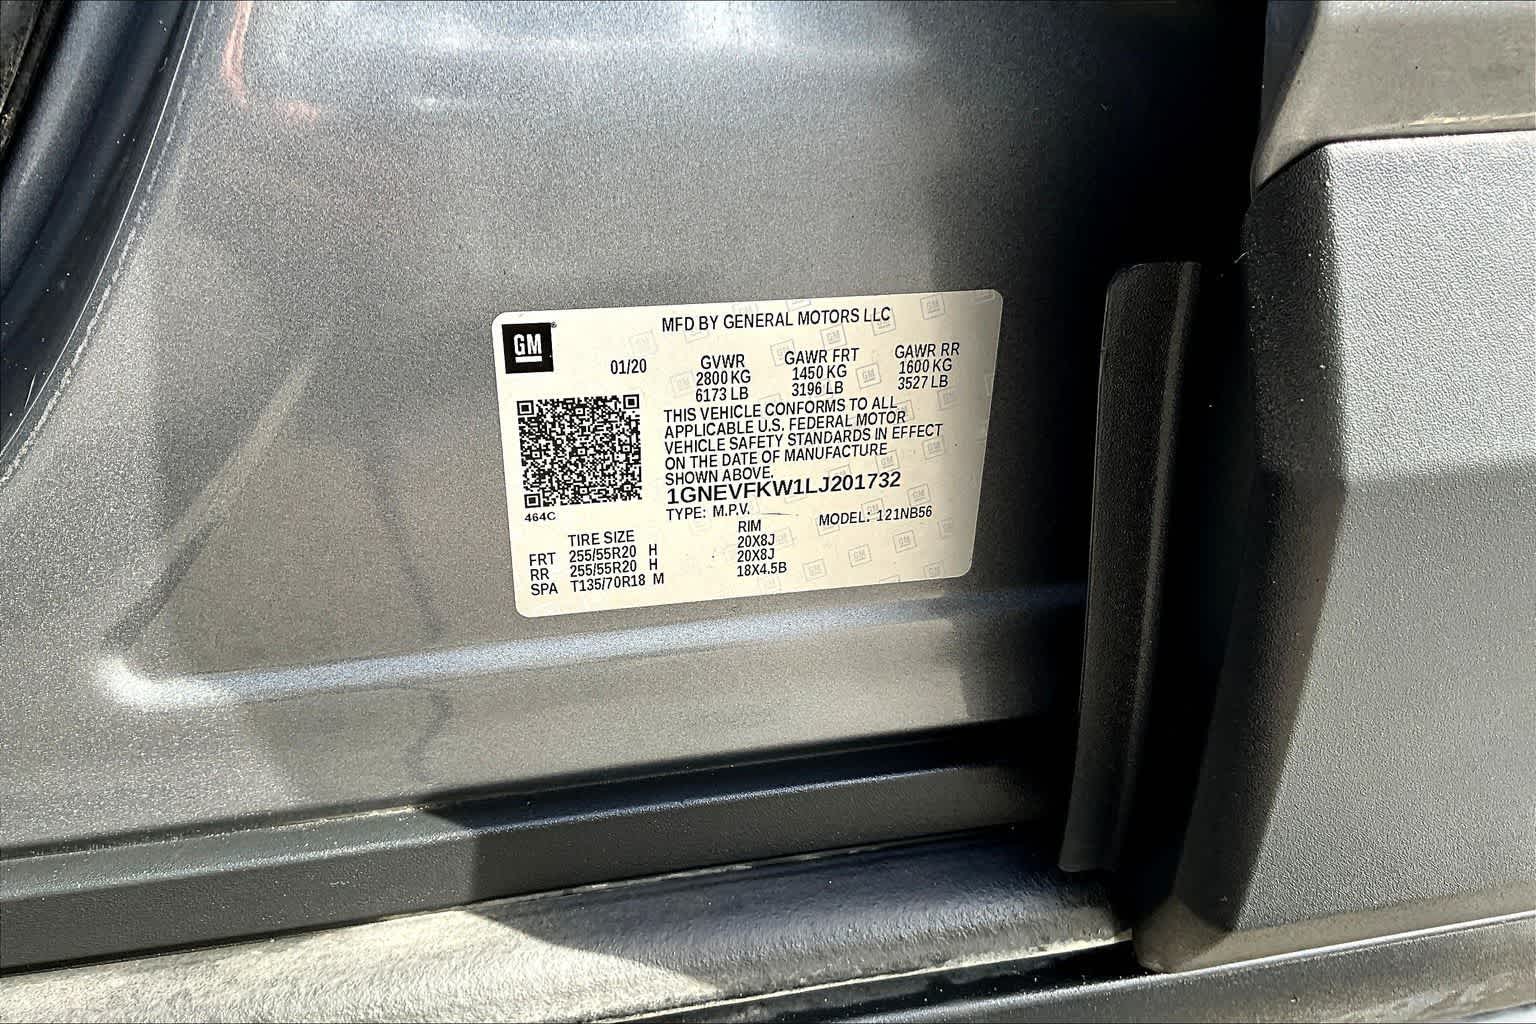 MFD BY GENERAL MOTORS LLC
GM
01/20 GVWR GAWR FRT GAWR RR
2800 KG 1450 KG 1600 KG
6173 LB 3196 LB 3527 LB
THIS VEHICLE CONFORMS TO ALL
APPLICABLE U.S. FEDERAL MOTOR
VEHICLE SAFETY STANDARDS IN EFFECT
ON THE DATE OF MANUFACTURE
SHOWN ABOVE.
1GNEVFKW1LJ201732
464C
TYPE: M.P.V. MODEL: 121NB56
TIRE SIZE RIM
FRT 255/55R20 H 20X8J
RR 255/55R20 H 20X8J
SPA T135/70R18 M 18X4.5B